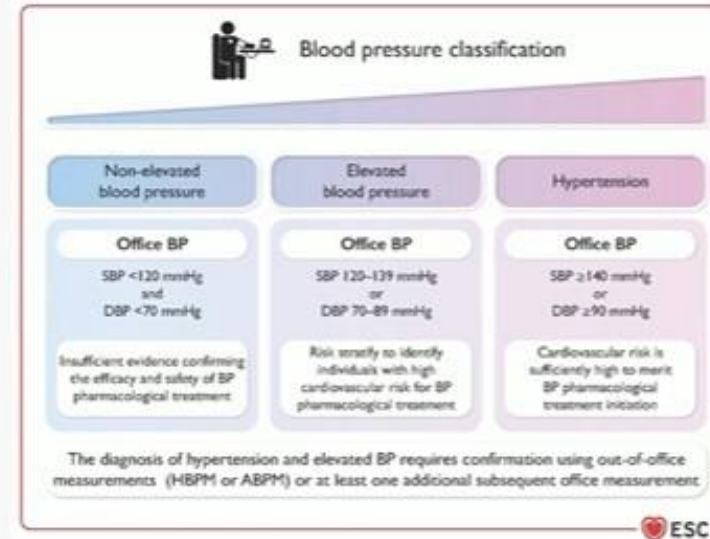 Blood pressure classification
Non-elevated
blood pressure
Office BP
SBP <120 mmHg
and
DBP <70 mmHg
Insufficient evidence confirming
the efficacy and safety of BP
pharmacological treatment
Elevated
blood pressure
Office BP
SBP 120–139 mmHg
or
DBP 70–89 mmHg
Risk stratify to identify
individuals with high
cardiovascular risk for BP
pharmacological treatment
Hypertension
Office BP
SBP ≥140 mmHg
or
DBP ≥90 mmHg
Cardiovascular risk is
sufficiently high to merit
BP pharmacological
treatment initiation
The diagnosis of hypertension and elevated BP requires confirmation using out-of-office
measurements (HBPM or ABPM) or at least one additional subsequent office measurement
ESC